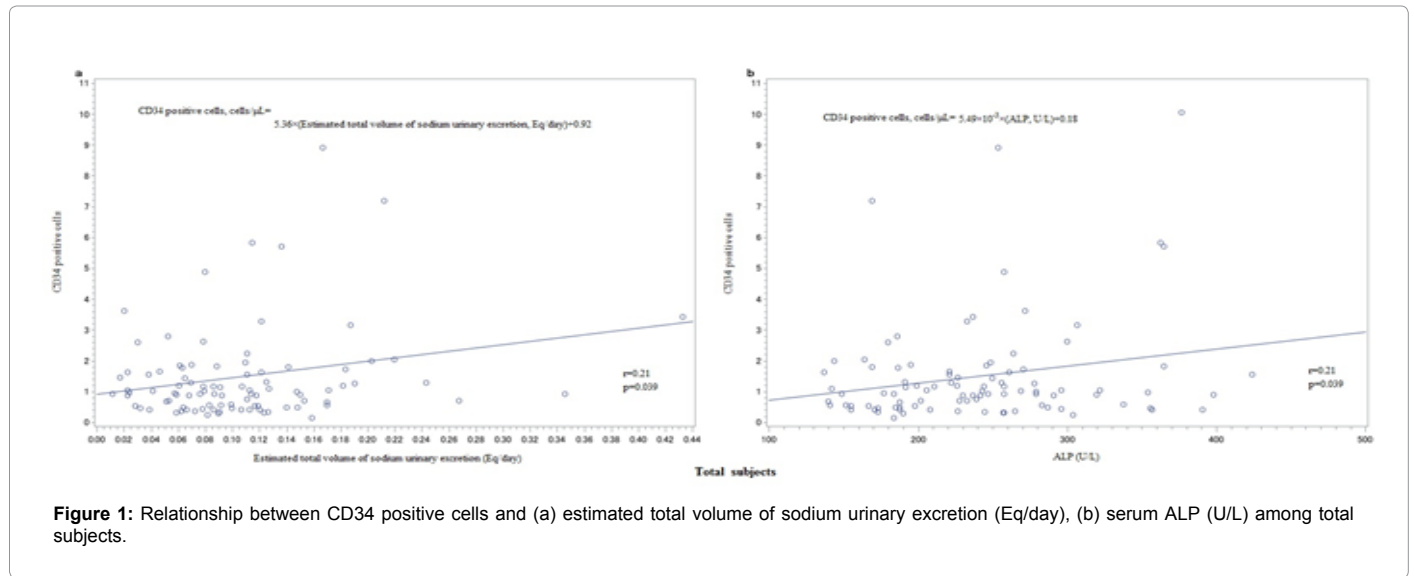 a
CD34 positive cells, cells/μL=
5.36×(Estimated total volume of sodium urinary excretion, Eq/day)+0.92
CD34 positive cells
11
10
9
8
7
6
5
4
3
2
1
0
r=0.21
p=0.039
0.00 0.02 0.04 0.06 0.08 0.10 0.12 0.14 0.16 0.18 0.20 0.22 0.24 0.26 0.28 0.30 0.32 0.34 0.36 0.38 0.40 0.42 0.44
Estimated total volume of sodium urinary excretion (Eq/day)
b
CD34 positive cells, cells/μL= 5.49×10⁻³×(ALP, U/L)+0.18
CD34 positive cells
11
10
9
8
7
6
5
4
3
2
1
0
r=0.21
p=0.039
100 200 300 400 500
ALP (U/L)
Total subjects
Figure 1: Relationship between CD34 positive cells and (a) estimated total volume of sodium urinary excretion (Eq/day), (b) serum ALP (U/L) among total
subjects.